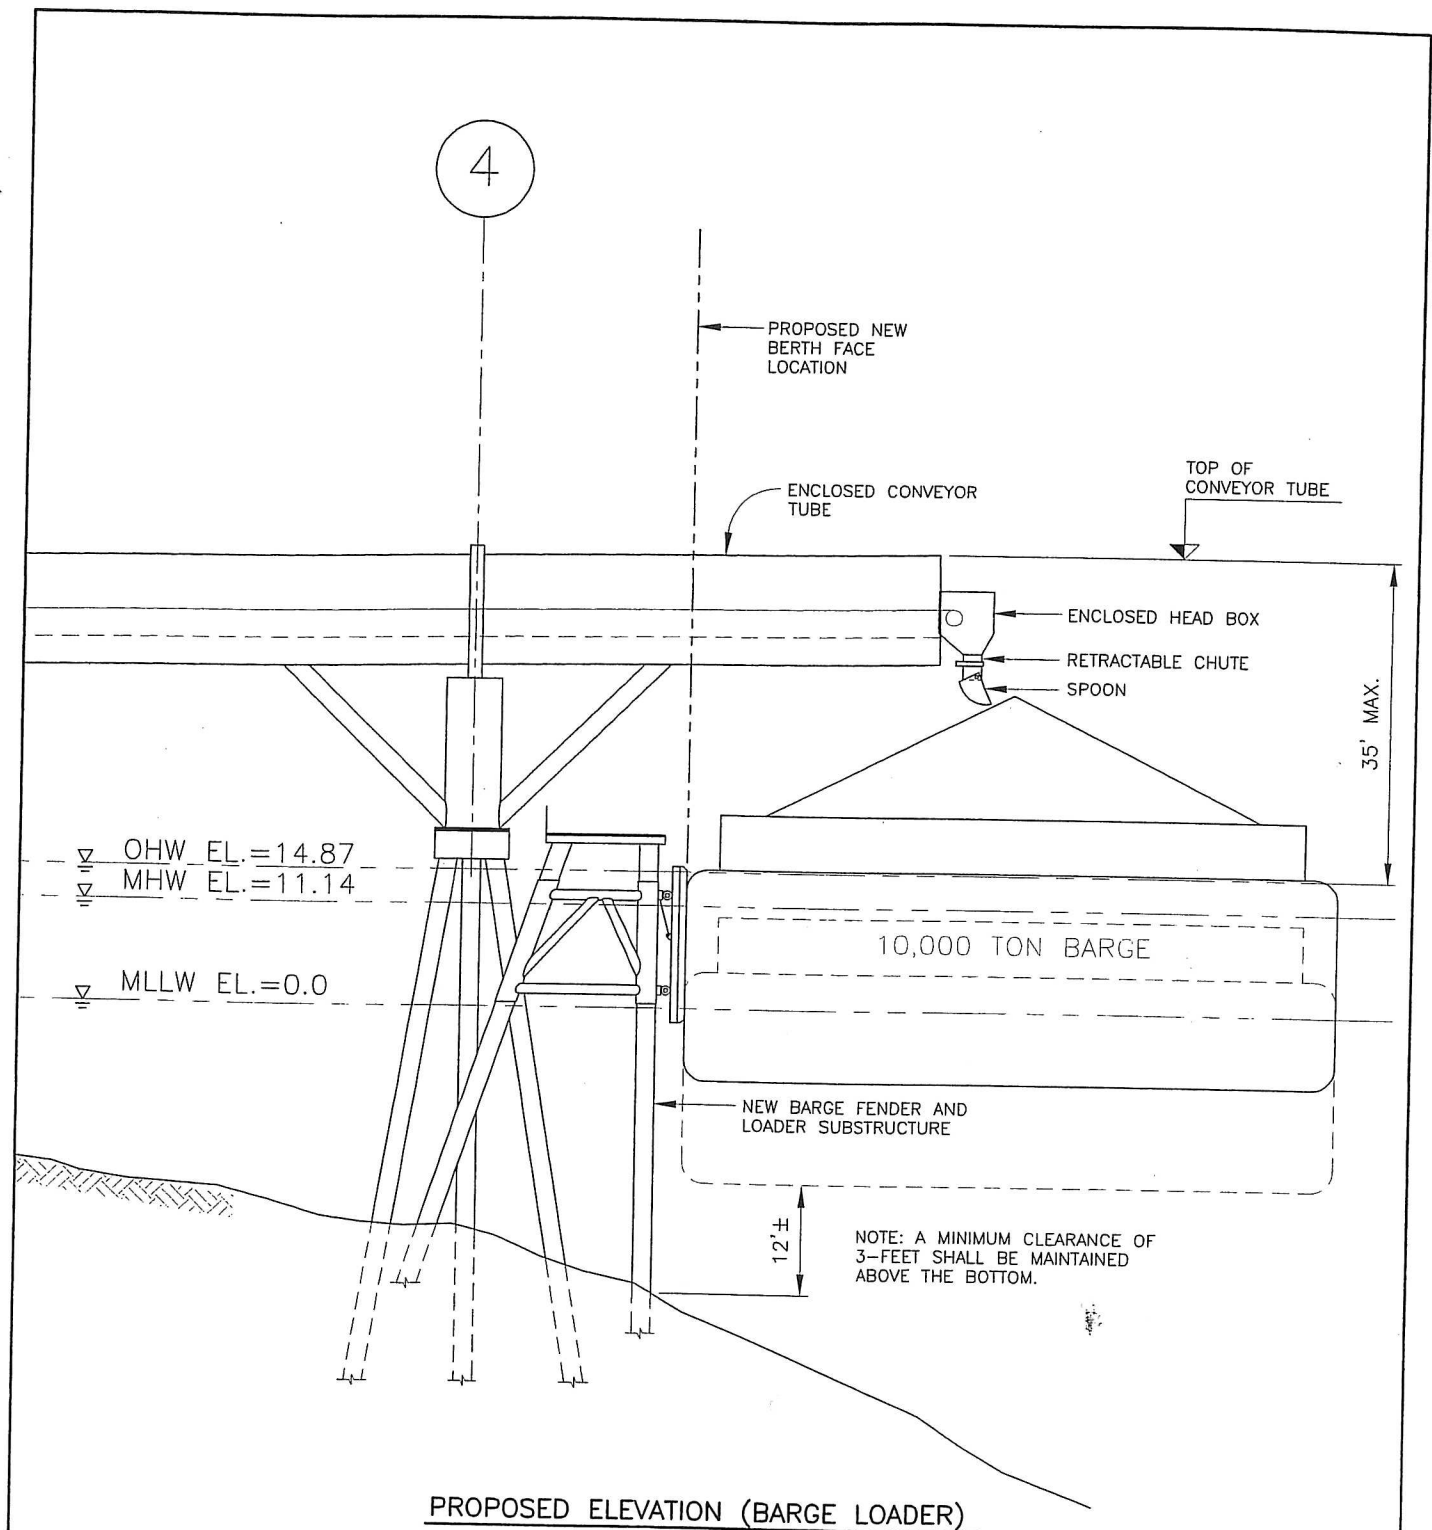 4
PROPOSED NEW
BERTH FACE
LOCATION
TOP OF
CONVEYOR TUBE
ENCLOSED CONVEYOR
TUBE
ENCLOSED HEAD BOX
RETRACTABLE CHUTE
SPOON
35' MAX.
OHW EL.=14.87
MHW EL.=11.14
10,000 TON BARGE
MLLW EL.=0.0
NEW BARGE FENDER AND
LOADER SUBSTRUCTURE
12'±
NOTE: A MINIMUM CLEARANCE OF
3-FEET SHALL BE MAINTAINED
ABOVE THE BOTTOM.
PROPOSED ELEVATION (BARGE LOADER)